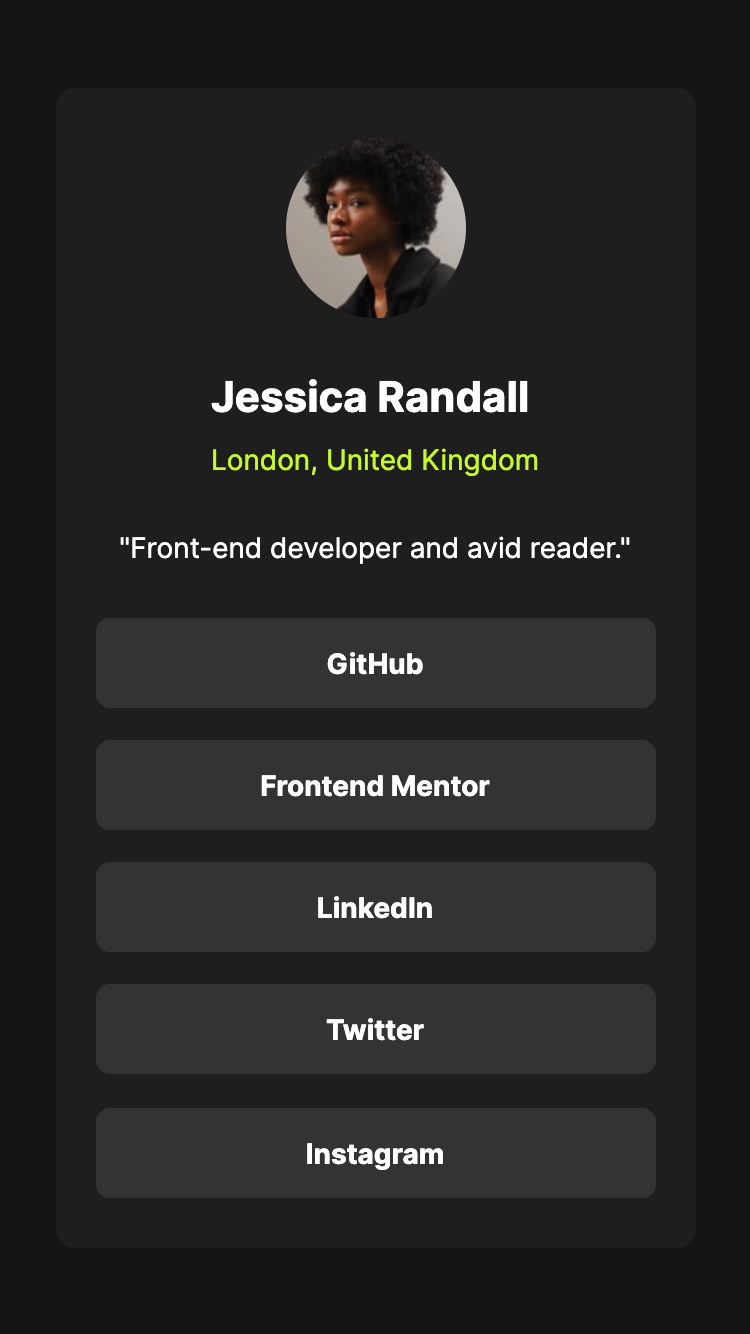 Jessica Randall
London, United Kingdom
"Front-end developer and avid reader."
GitHub
Frontend Mentor
LinkedIn
Twitter
Instagram